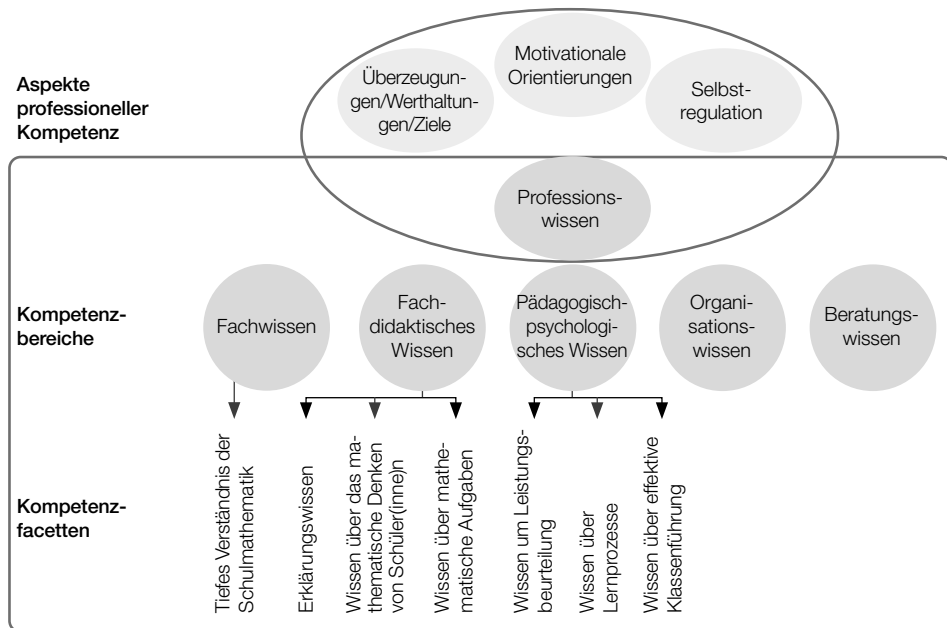 Aspekte
professioneller
Kompetenz
Überzeugun-
gen/Werthaltun-
gen/Ziele
Motivationale
Orientierungen
Selbst-
regulation
Professions-
wissen
Kompetenz-
bereiche
Fachwissen
Fach-
didaktisches
Wissen
Pädagogisch-
psychologi-
sches Wissen
Organi-
sations-
wissen
Beratungs-
wissen
Kompetenz-
facetten
Tiefes Verständnis der
Schulmathematik
Erklärungswissen
Wissen über das ma-
thematische Denken
von Schüler(inne)n
Wissen über mathe-
matische Aufgaben
Wissen um Leistungs-
beurteilung
Wissen über
Lernprozesse
Wissen über effektive
Klassenführung